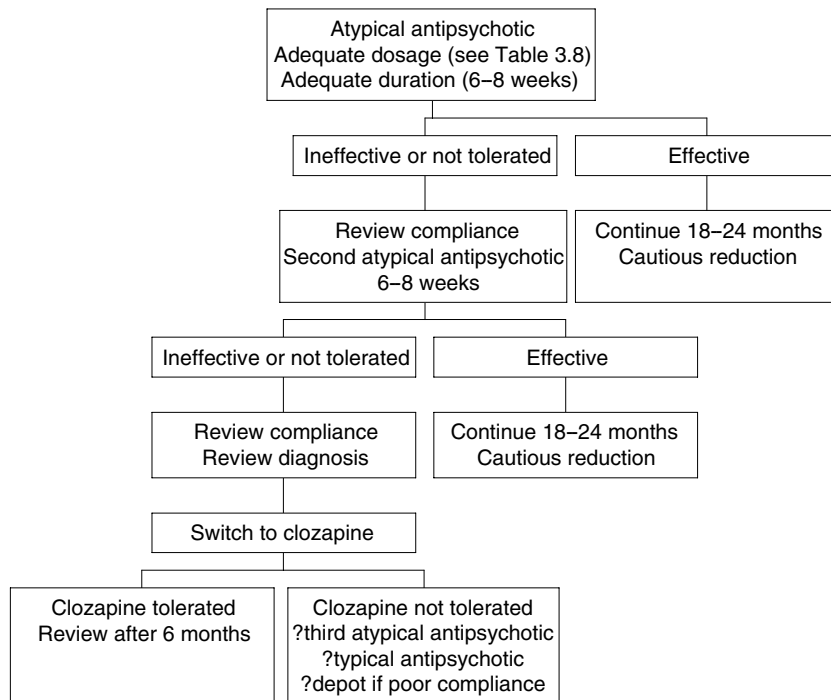 Atypical antipsychotic
Adequate dosage (see Table 3.8)
Adequate duration (6–8 weeks)
Ineffective or not tolerated
Effective
Review compliance
Second atypical antipsychotic
6–8 weeks
Continue 18–24 months
Cautious reduction
Ineffective or not tolerated
Effective
Review compliance
Review diagnosis
Continue 18–24 months
Cautious reduction
Switch to clozapine
Clozapine tolerated
Review after 6 months
Clozapine not tolerated
?third atypical antipsychotic
?typical antipsychotic
?depot if poor compliance